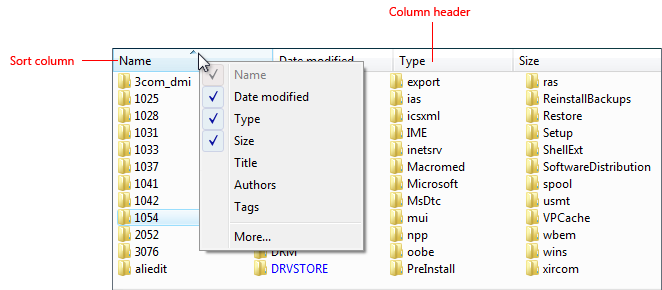 Column header
Sort column
Name Date modified Type Size
3com_dmi
1025
1028
1031
1033
1037
1041
1042
1054
2052
3076
aliedit
Name
Date modified
Type
Size
Title
Authors
Tags
More...
DRM
DRVSTORE
export
ias
icsxml
IME
inetsrv
Macromed
Microsoft
MsDtc
mui
npp
oobe
PreInstall
ras
ReinstallBackups
Restore
Setup
ShellExt
SoftwareDistribution
spool
usmt
VPCache
wbem
wins
xircom